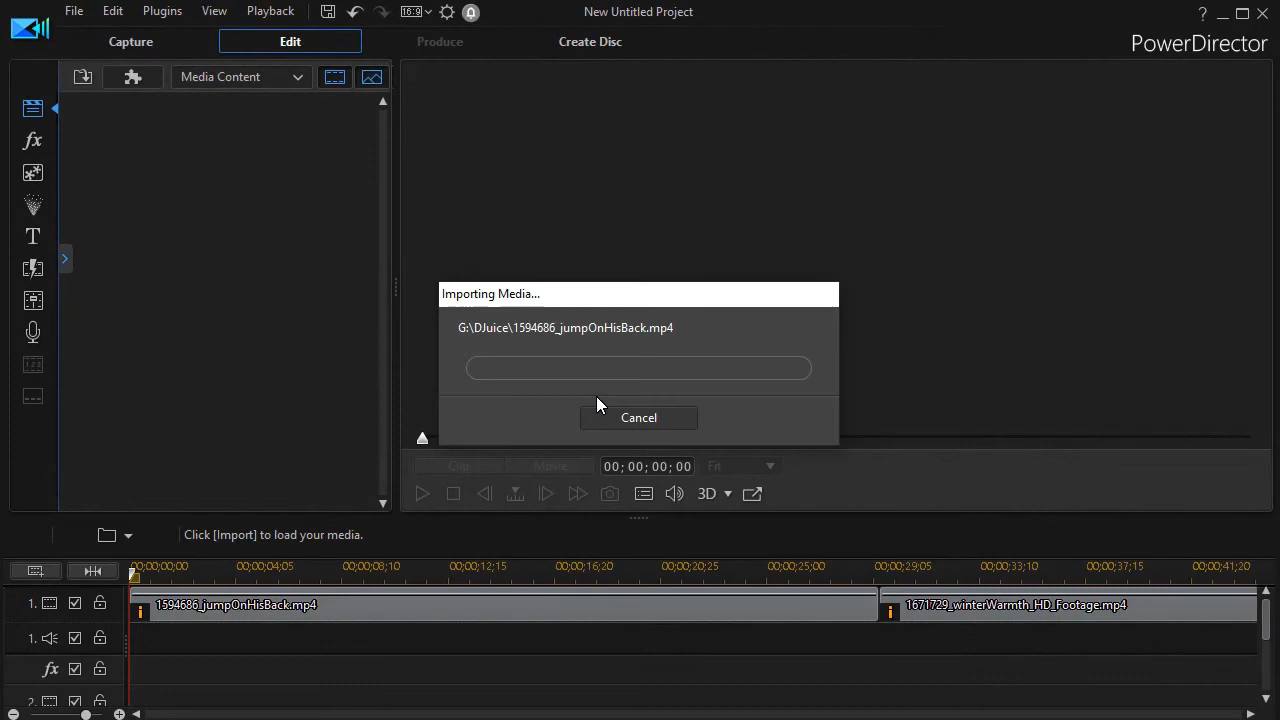 File Edit Plugins View Playback 16:9 New Untitled Project ?
Capture Edit Produce Create Disc PowerDirector
Media Content
fx
T
Importing Media...
G:\DJuice\1594686_jumpOnHisBack.mp4
Cancel
Clip Movie 00; 00; 00; 00 Fit
3D
Click [Import] to load your media.
00;00;00;00 00;00;04;05 00;00;08;10 00;00;12;15 00;00;16;20 00;00;20;25 00;00;25;00 00;00;29;05 00;00;33;10 00;00;37;15 00;00;41;20
1. i 1594686_jumpOnHisBack.mp4 i 1671729_winterWarmth_HD_Footage.mp4
1.
fx
2.